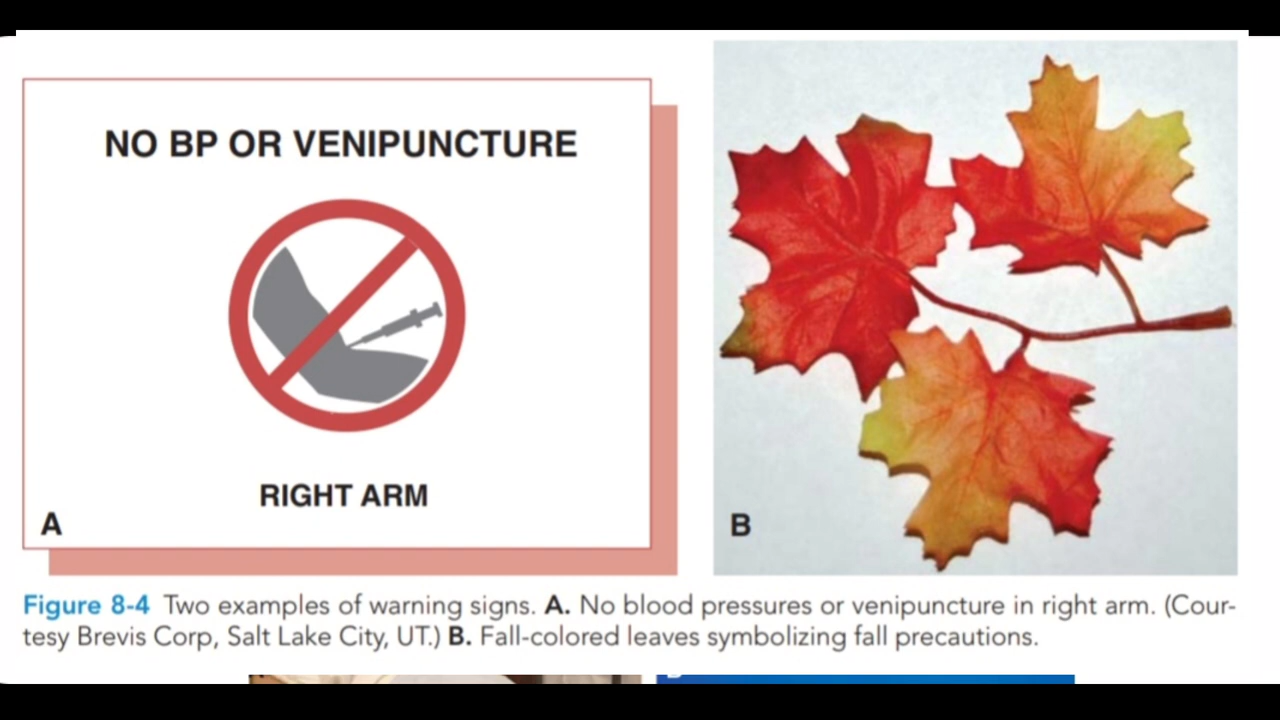 NO BP OR VENIPUNCTURE
RIGHT ARM
A
B
Figure 8-4 Two examples of warning signs. A. No blood pressures or venipuncture in right arm. (Cour-
tesy Brevis Corp, Salt Lake City, UT.) B. Fall-colored leaves symbolizing fall precautions.